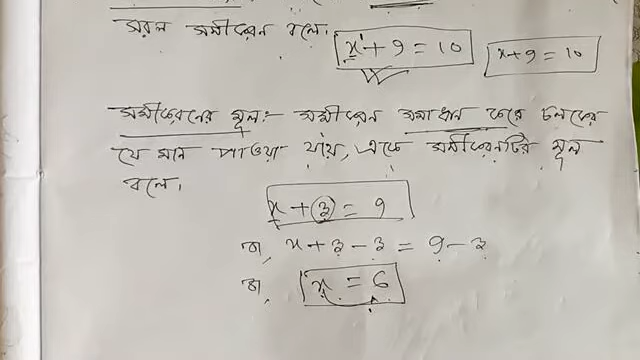 সরল সমীকরণ বলে।
x¹ + 9 = 10
x + 9 = 10
সমীকরণের মূল:- সমীকরণ সমাধান করে চলকের
যে মান পাওয়া যায়, একে সমীকরণটির মূল
বলে।
x + 3 = 9
বা, x + 3 - 3 = 9 - 3
বা, x = 6